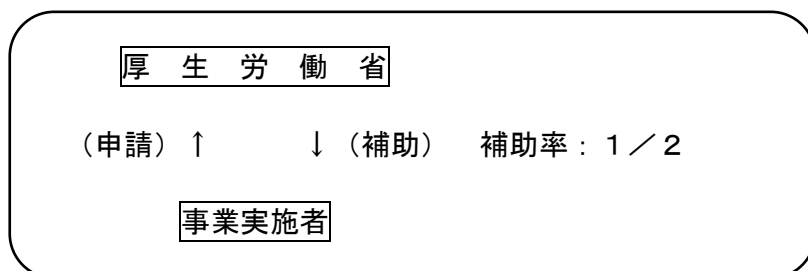 厚 生 労 働 省
（申請）↑ ↓（補助） 補助率：１／２
事業実施者